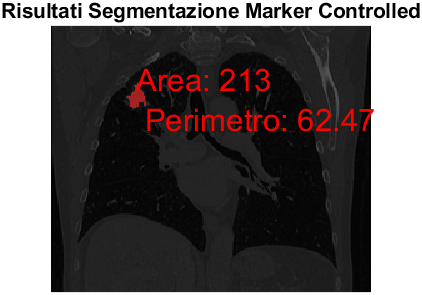 Risultati Segmentazione Marker Controlled
Area: 213
Perimetro: 62.47